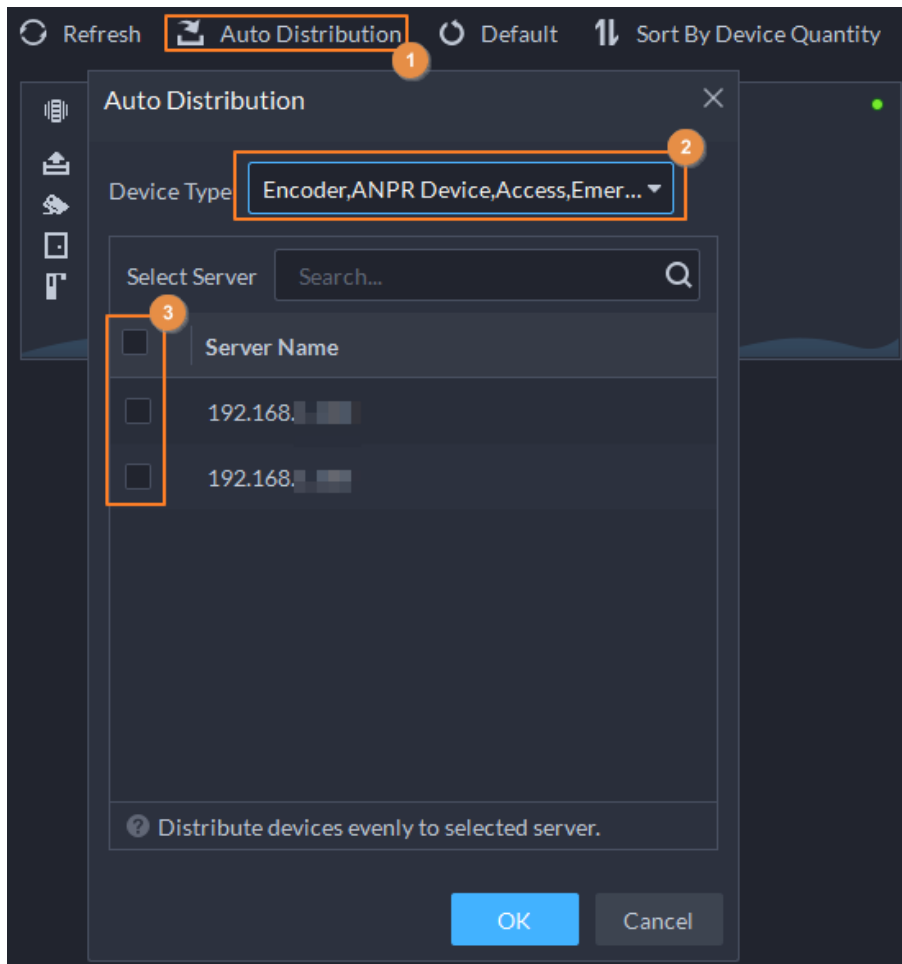 Refresh Auto Distribution Default Sort By Device Quantity
1
Auto Distribution
2
Device Type Encoder,ANPR Device,Access,Emer...
Select Server Search...
3
Server Name
192.168.
192.168.
Distribute devices evenly to selected server.
OK Cancel